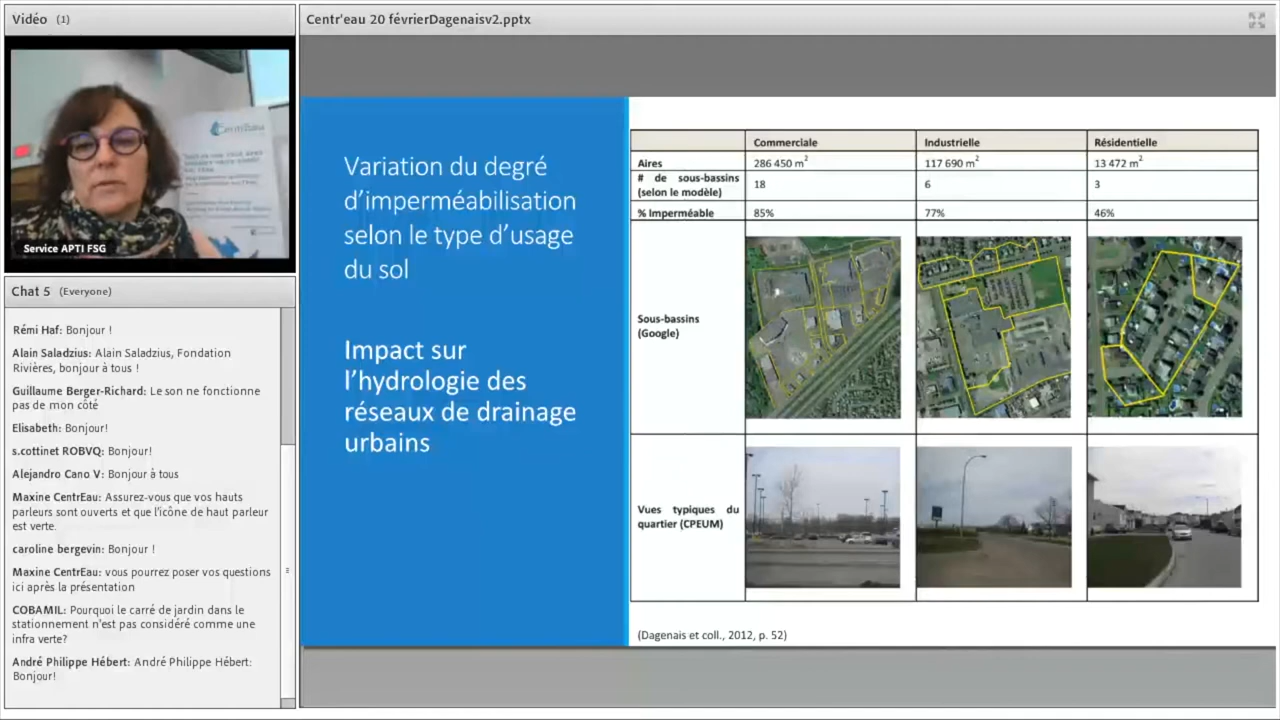 Vidéo (1)
Centr'eau 20 févrierDagenaisv2.pptx
CentrEau
Service APTI FSG
Chat 5 (Everyone)
Rémi Haf: Bonjour !
Alain Saladzius: Alain Saladzius, Fondation
Rivières, bonjour à tous !
Guillaume Berger-Richard: Le son ne fonctionne
pas de mon côté
Elisabeth: Bonjour!
s.cottinet ROBVQ: Bonjour!
Alejandro Cano V: Bonjour à tous
Maxine CentrEau: Assurez-vous que vos hauts
parleurs sont ouverts et que l'icône de haut parleur
est verte.
caroline bergevin: Bonjour !
Maxine CentrEau: vous pourrez poser vos questions
ici après la présentation
COBAMIL: Pourquoi le carré de jardin dans le
stationnement n'est pas considéré comme une
infra verte?
André Philippe Hébert: André Philippe Hébert:
Bonjour!
Variation du degré
d'imperméabilisation
selon le type d'usage
du sol
Impact sur
l'hydrologie des
réseaux de drainage
urbains
Commerciale Industrielle Résidentielle
Aires 286 450 m² 117 690 m² 13 472 m²
# de sous-bassins
(selon le modèle) 18 6 3
% Imperméable 85% 77% 46%
Sous-bassins
(Google)
Vues typiques du
quartier (CPEUM)
(Dagenais et coll., 2012, p. 52)